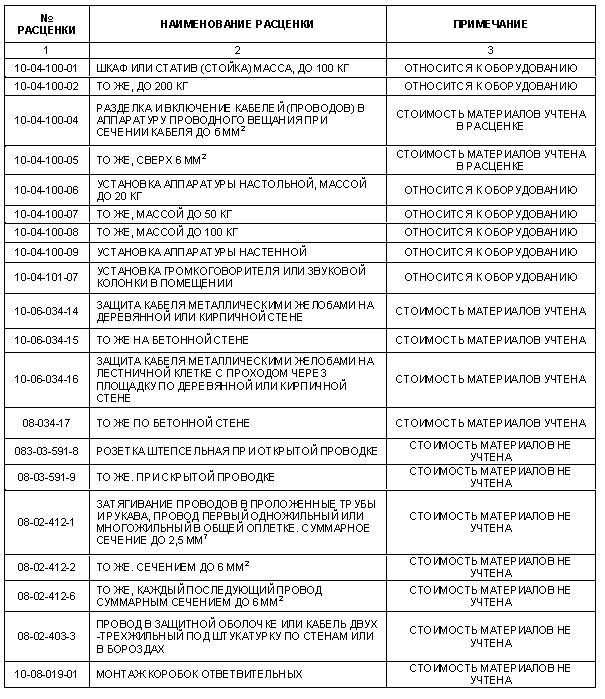 № РАСЦЕНКИ | НАИМЕНОВАНИЕ РАСЦЕНКИ | ПРИМЕЧАНИЕ
1 | 2 | 3
10-04-100-01 | ШКАФ ИЛИ СТАТИВ (СТОЙКА) МАССА, ДО 100 КГ | ОТНОСИТСЯ К ОБОРУДОВАНИЮ
10-04-100-02 | ТО ЖЕ, ДО 200 КГ | ОТНОСИТСЯ К ОБОРУДОВАНИЮ
РАЗДЕЛКА И ВКЛЮЧЕНИЕ КАБЕЛЕЙ (ПРОВОДОВ) В
10-04-100-04 | АППАРАТУРУ ПРОВОДНОГО ВЕЩАНИЯ ПРИ | СТОИМОСТЬ МАТЕРИАЛОВ УЧТЕНА
СЕЧЕНИИ КАБЕЛЯ ДО 6 ММ² | В РАСЦЕНКЕ
10-04-100-05 | ТО ЖЕ, СВЕРХ 6 ММ² | СТОИМОСТЬ МАТЕРИАЛОВ УЧТЕНА
В РАСЦЕНКЕ
10-04-100-06 | УСТАНОВКА АППАРАТУРЫ НАСТОЛЬНОЙ, МАССОЙ | ОТНОСИТСЯ К ОБОРУДОВАНИЮ
ДО 20 КГ
10-04-100-07 | ТО ЖЕ, МАССОЙ ДО 50 КГ | ОТНОСИТСЯ К ОБОРУДОВАНИЮ
10-04-100-08 | ТО ЖЕ, МАССОЙ ДО 100 КГ | ОТНОСИТСЯ К ОБОРУДОВАНИЮ
10-04-100-09 | УСТАНОВКА АППАРАТУРЫ НАСТЕННОЙ | ОТНОСИТСЯ К ОБОРУДОВАНИЮ
10-04-101-07 | УСТАНОВКА ГРОМКОГОВОРИТЕЛЯ ИЛИ ЗВУКОВОЙ | ОТНОСИТСЯ К ОБОРУДОВАНИЮ
КОЛОНКИ В ПОМЕЩЕНИИ
10-06-034-14 | ЗАЩИТА КАБЕЛЯ МЕТАЛЛИЧЕСКИМИ ЖЕЛОБАМИ НА | СТОИМОСТЬ МАТЕРИАЛОВ УЧТЕНА
ДЕРЕВЯННОЙ ИЛИ КИРПИЧНОЙ СТЕНЕ
10-06-034-15 | ТО ЖЕ НА БЕТОННОЙ СТЕНЕ | СТОИМОСТЬ МАТЕРИАЛОВ УЧТЕНА
ЗАЩИТА КАБЕЛЯ МЕТАЛЛИЧЕСКИМИ ЖЕЛОБАМИ НА
10-06-034-16 | ЛЕСТНИЧНОЙ КЛЕТКЕ С ПРОХОДОМ ЧЕРЕЗ | СТОИМОСТЬ МАТЕРИАЛОВ УЧТЕНА
ПЛОЩАДКУ ПО ДЕРЕВЯННОЙ ИЛИ КИРПИЧНОЙ
СТЕНЕ
08-034-17 | ТО ЖЕ ПО БЕТОННОЙ СТЕНЕ | СТОИМОСТЬ МАТЕРИАЛОВ УЧТЕНА
083-03-591-8 | РОЗЕТКА ШТЕПСЕЛЬНАЯ ПРИ ОТКРЫТОЙ ПРОВОДКЕ | СТОИМОСТЬ МАТЕРИАЛОВ НЕ
УЧТЕНА
08-03-591-9 | ТО ЖЕ. ПРИ СКРЫТОЙ ПРОВОДКЕ | СТОИМОСТЬ МАТЕРИАЛОВ НЕ
УЧТЕНА
ЗАТЯГИВАНИЕ ПРОВОДОВ В ПРОЛОЖЕННЫЕ ТРУБЫ
08-02-412-1 | И РУКАВА, ПРОВОД ПЕРВЫЙ ОДНОЖИЛЬНЫЙ ИЛИ | СТОИМОСТЬ МАТЕРИАЛОВ НЕ
МНОГОЖИЛЬНЫЙ В ОБЩЕЙ ОПЛЕТКЕ. СУММАРНОЕ | УЧТЕНА
СЕЧЕНИЕ ДО 2,5 ММ⁷
08-02-412-2 | ТО ЖЕ. СЕЧЕНИЕМ ДО 6 ММ² | СТОИМОСТЬ МАТЕРИАЛОВ НЕ
УЧТЕНА
08-02-412-6 | ТО ЖЕ, КАЖДЫЙ ПОСЛЕДУЮЩИЙ ПРОВОД | СТОИМОСТЬ МАТЕРИАЛОВ НЕ
СУММАРНЫМ СЕЧЕНИЕМ ДО 6 ММ² | УЧТЕНА
ПРОВОД В ЗАЩИТНОЙ ОБОЛОЧКЕ ИЛИ КАБЕЛЬ ДВУХ
08-02-403-3 | -ТРЕХЖИЛЬНЫЙ ПОД ШТУКАТУРКУ ПО СТЕНАМ ИЛИ | СТОИМОСТЬ МАТЕРИАЛОВ НЕ
В БОРОЗДАХ | УЧТЕНА
10-08-019-01 | МОНТАЖ КОРОБОК ОТВЕТВИТЕЛЬНЫХ | СТОИМОСТЬ МАТЕРИАЛОВ НЕ
УЧТЕНА